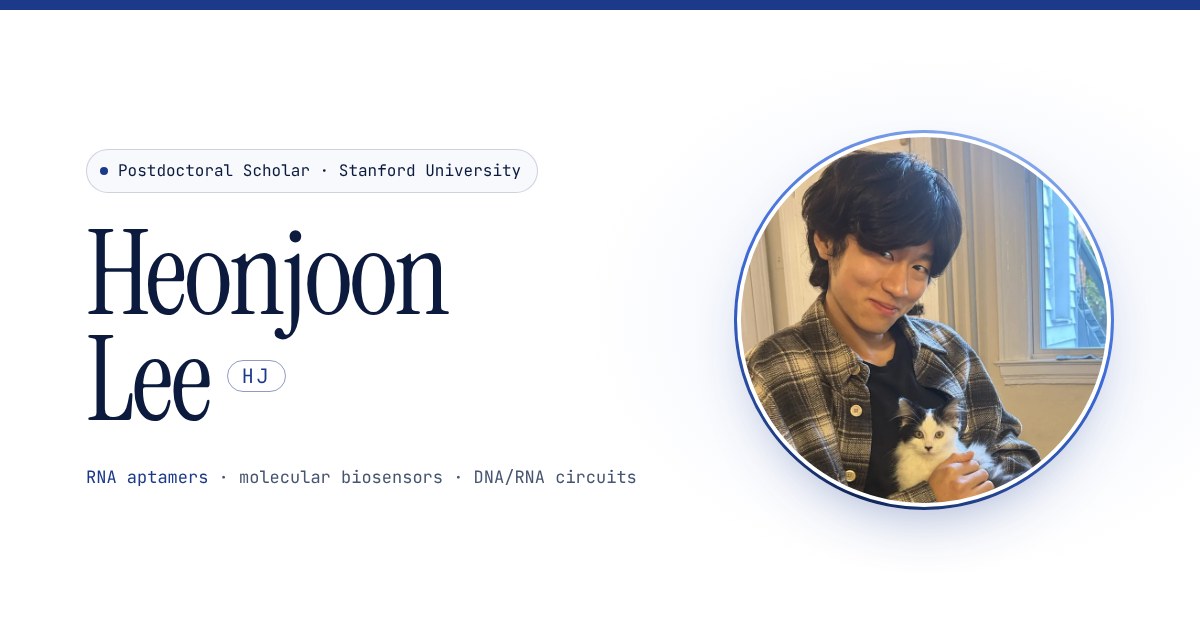 Postdoctoral Scholar · Stanford University
Heonjoon
Lee HJ
RNA aptamers · molecular biosensors · DNA/RNA circuits